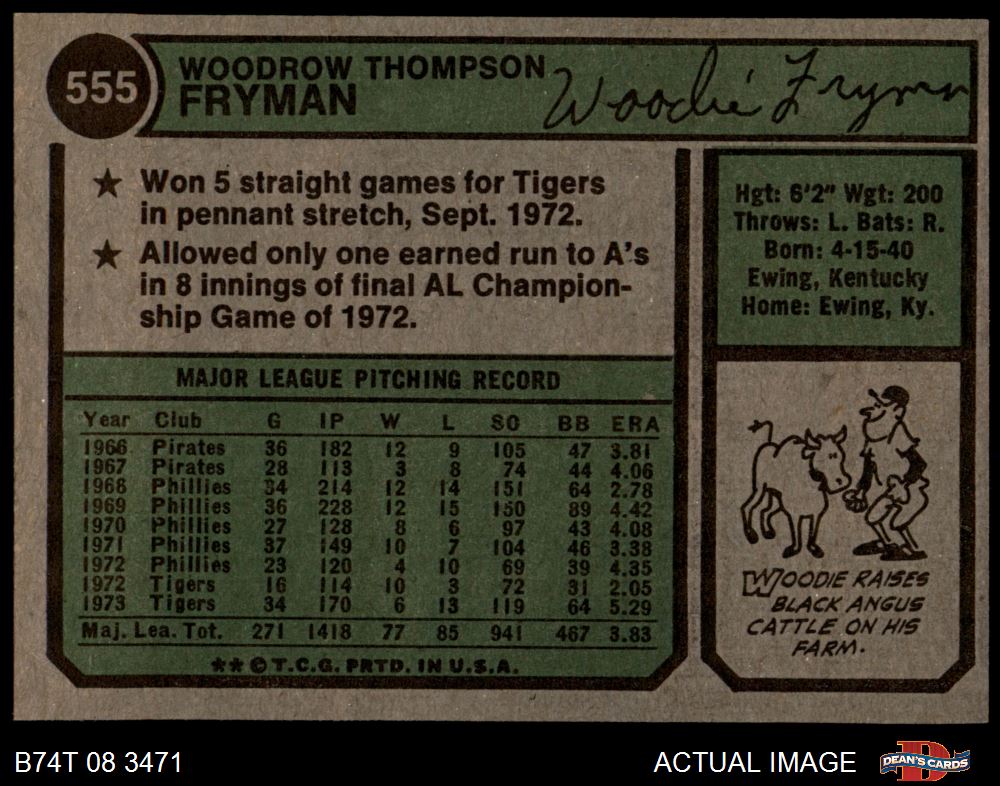 555
WOODROW THOMPSON
FRYMAN
Woodie Fryman
★ Won 5 straight games for Tigers
in pennant stretch, Sept. 1972.
★ Allowed only one earned run to A's
in 8 innings of final AL Champion-
ship Game of 1972.
Hgt: 6'2" Wgt: 200
Throws: L. Bats: R.
Born: 4-15-40
Ewing, Kentucky
Home: Ewing, Ky.
MAJOR LEAGUE PITCHING RECORD
Year Club G IP W L SO BB ERA
1966 Pirates 36 182 12 9 105 47 3.81
1967 Pirates 28 113 3 8 74 44 4.06
1968 Phillies 34 214 12 14 151 64 2.78
1969 Phillies 36 228 12 15 150 89 4.42
1970 Phillies 27 128 8 6 97 43 4.08
1971 Phillies 37 149 10 7 104 46 3.38
1972 Phillies 23 120 4 10 69 39 4.35
1972 Tigers 16 114 10 3 72 31 2.05
1973 Tigers 34 170 6 13 119 64 5.29
Maj. Lea. Tot. 271 1418 77 85 941 467 3.83
★★©T.C.G. PRTD. IN U.S.A.
WOODIE RAISES
BLACK ANGUS
CATTLE ON HIS
FARM.
B74T 08 3471
ACTUAL IMAGE
D
DEAN'S CARDS